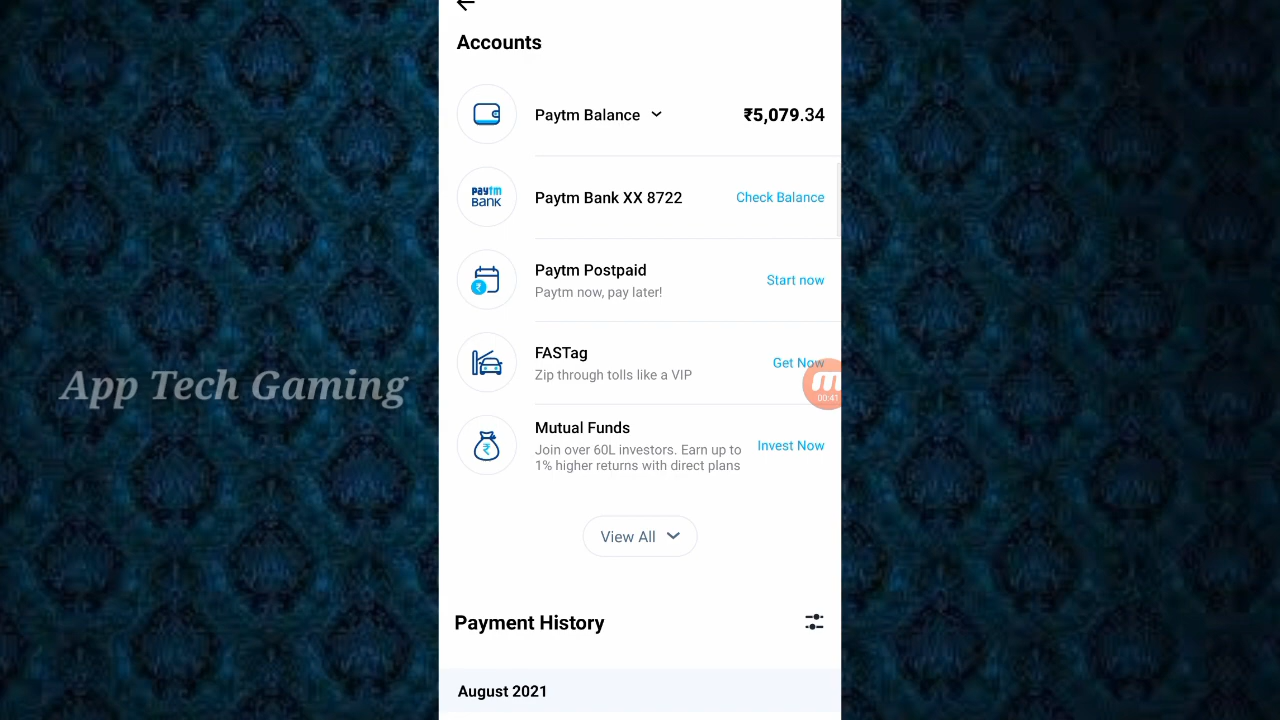 Accounts
Paytm Balance ₹5,079.34
paytm
BANK
Paytm Bank XX 8722 Check Balance
Paytm Postpaid
Paytm now, pay later!
Start now
FASTag
Zip through tolls like a VIP
Get Now
00:41
App Tech Gaming
Mutual Funds
Join over 60L investors. Earn up to
1% higher returns with direct plans
Invest Now
View All
Payment History
August 2021